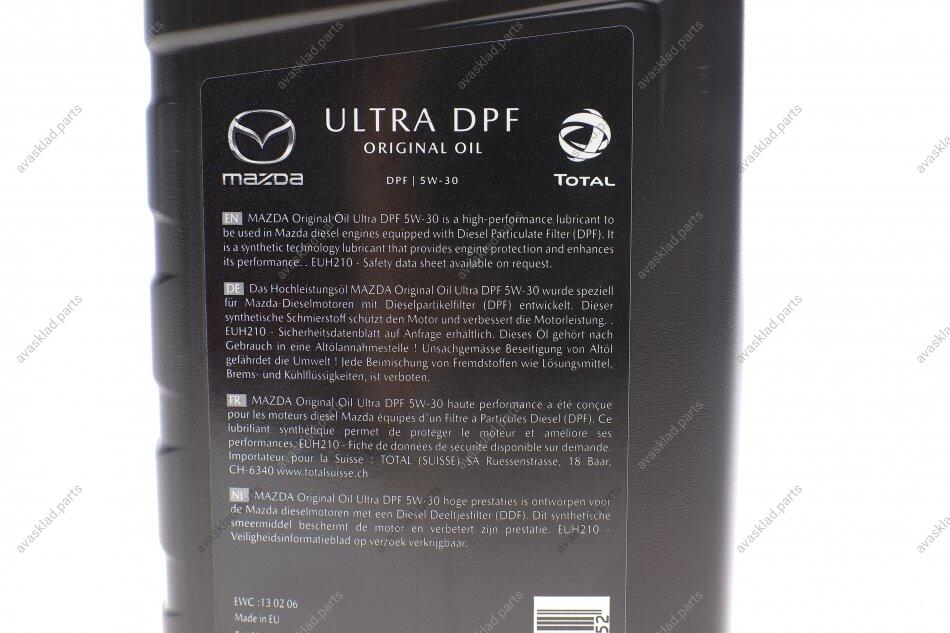 ULTRA DPF
ORIGINAL OIL
DPF | 5W-30
mazda
TOTAL
EN MAZDA Original Oil Ultra DPF 5W-30 is a high-performance lubricant to
be used in Mazda diesel engines equipped with Diesel Particulate Filter (DPF). It
is a synthetic technology lubricant that provides engine protection and enhances
its performance. . EUH210 - Safety data sheet available on request.
DE Das Hochleistungsöl MAZDA Original Oil Ultra DPF 5W-30 wurde speziell
für Mazda-Dieselmotoren mit Dieselpartikelfilter (DPF) entwickelt. Dieser
synthetische Schmierstoff schützt den Motor und verbessert die Motorleistung. .
EUH210 - Sicherheitsdatenblatt auf Anfrage erhältlich. Dieses Öl gehört nach
Gebrauch in eine Altölannahmestelle ! Unsachgemässe Beseitigung von Altöl
gefährdet die Umwelt ! Jede Beimischung von Fremdstoffen wie Lösungsmittel,
Brems- und Kühlflüssigkeiten, ist verboten.
FR MAZDA Original Oil Ultra DPF 5W-30 haute performance a été conçue
pour les moteurs diesel Mazda équipés d'un Filtre à Particules Diesel (DPF). Ce
lubrifiant synthétique permet de protéger le moteur et améliore ses
performances. EUH210 - Fiche de données de sécurité disponible sur demande.
Importateur pour la Suisse : TOTAL (SUISSE) SA Ruessenstrasse, 18 Baar,
CH-6340 www.totalsuisse.ch
NL MAZDA Original Oil Ultra DPF 5W-30 hoge prestaties is ontworpen voor
de Mazda dieselmotoren met een Diesel Deeltjesfilter (DDF). Dit synthetische
smeermiddel beschermt de motor en verbetert zijn prestatie. EUH210 -
Veiligheidsinformatieblad op verzoek verkrijgbaar.
EWC :13 02 06
Made in EU
52
avasklad.parts